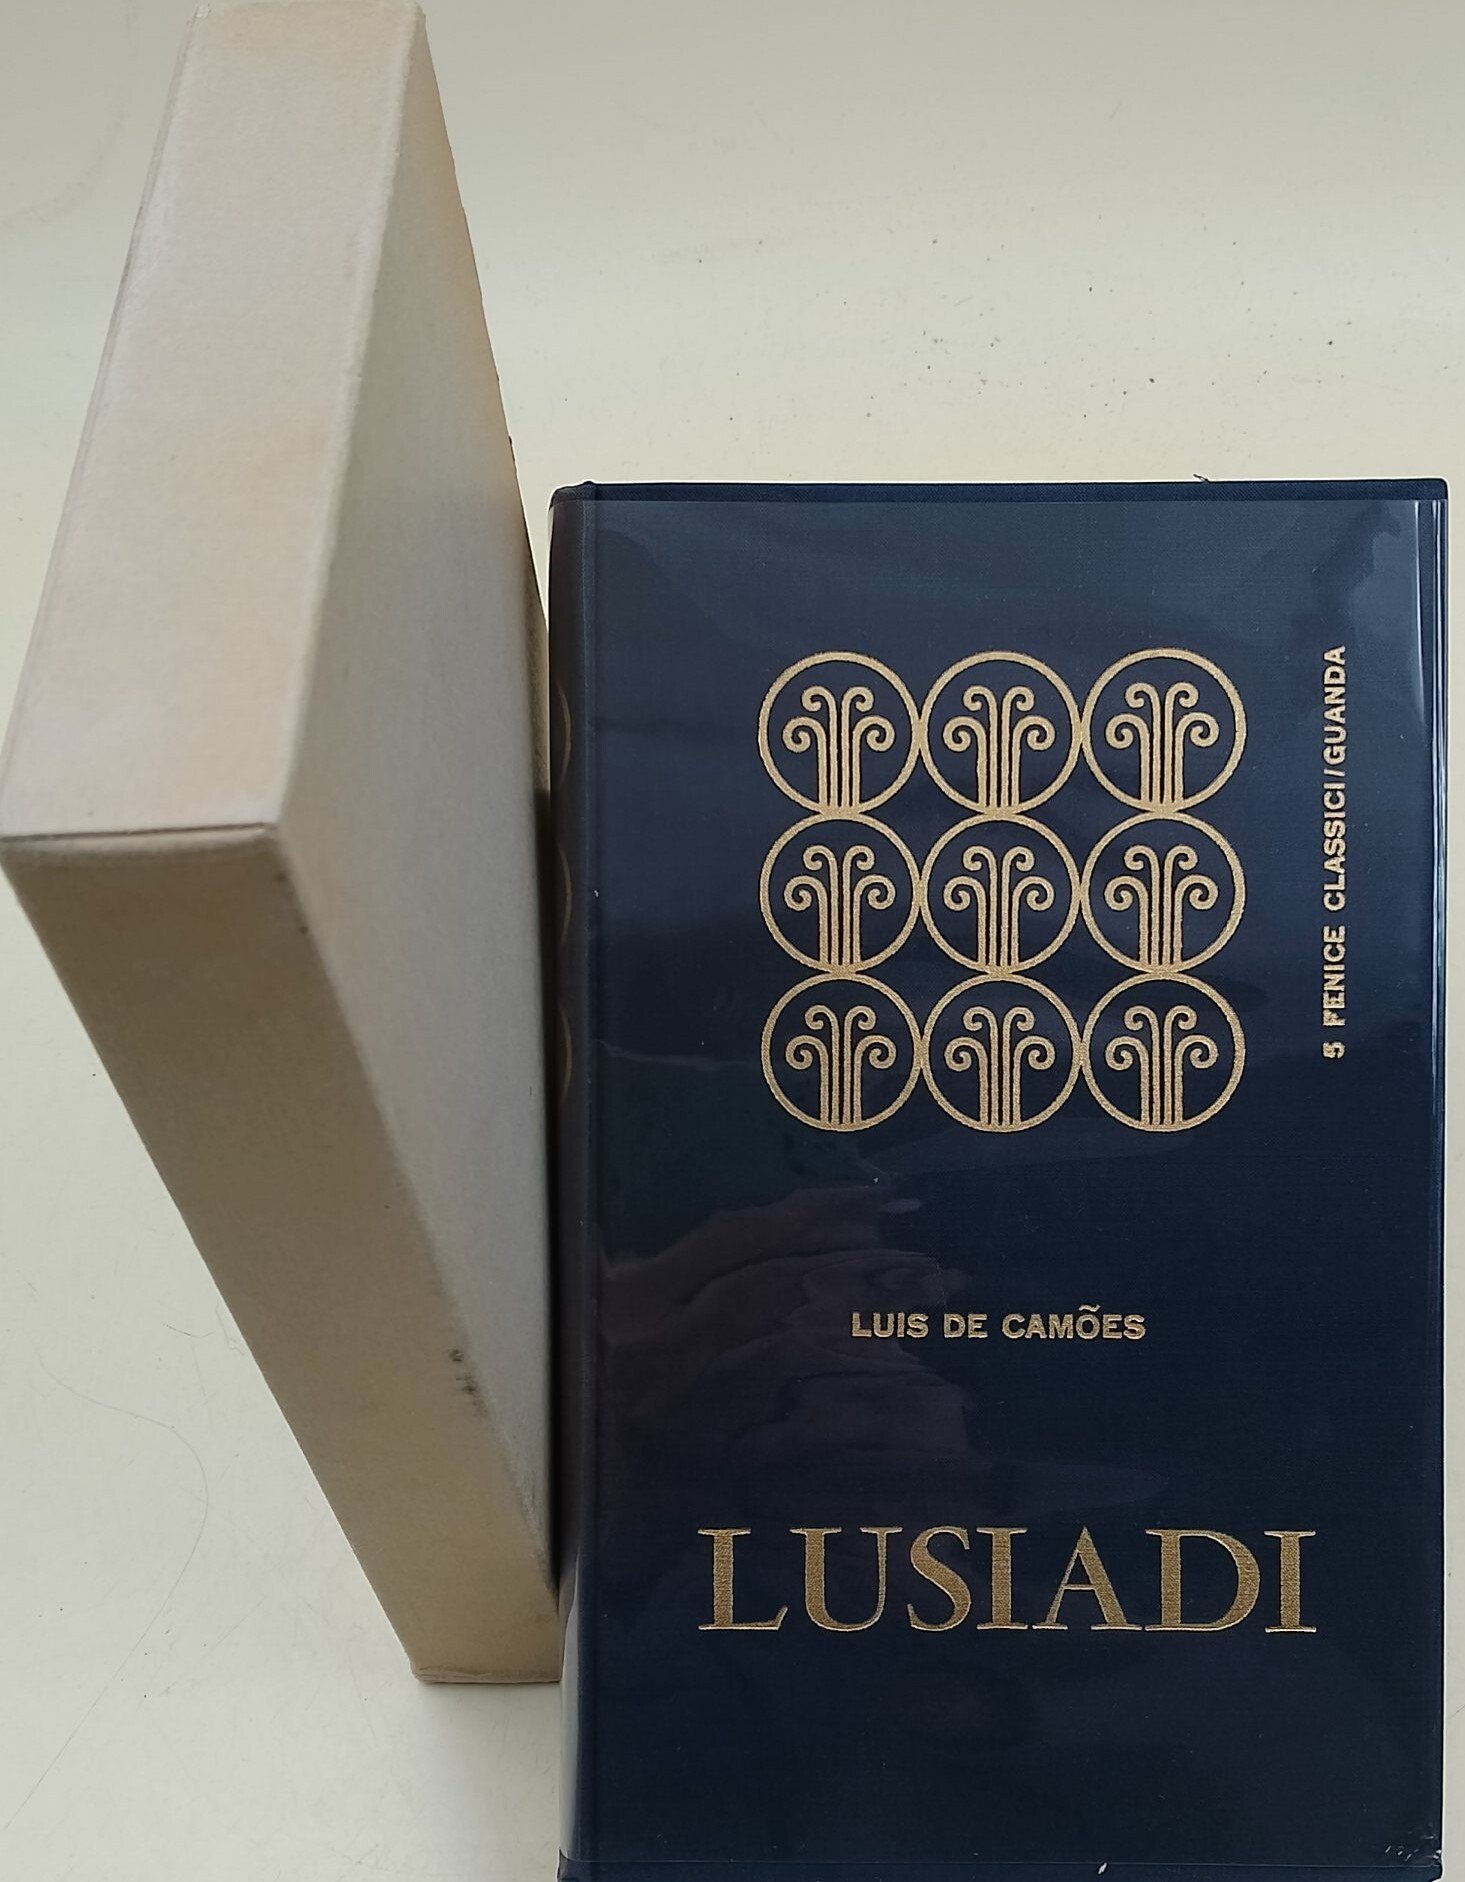 5 FENICE CLASSICI/GUANDA
LUIS DE CAMÕES
LUSIADI